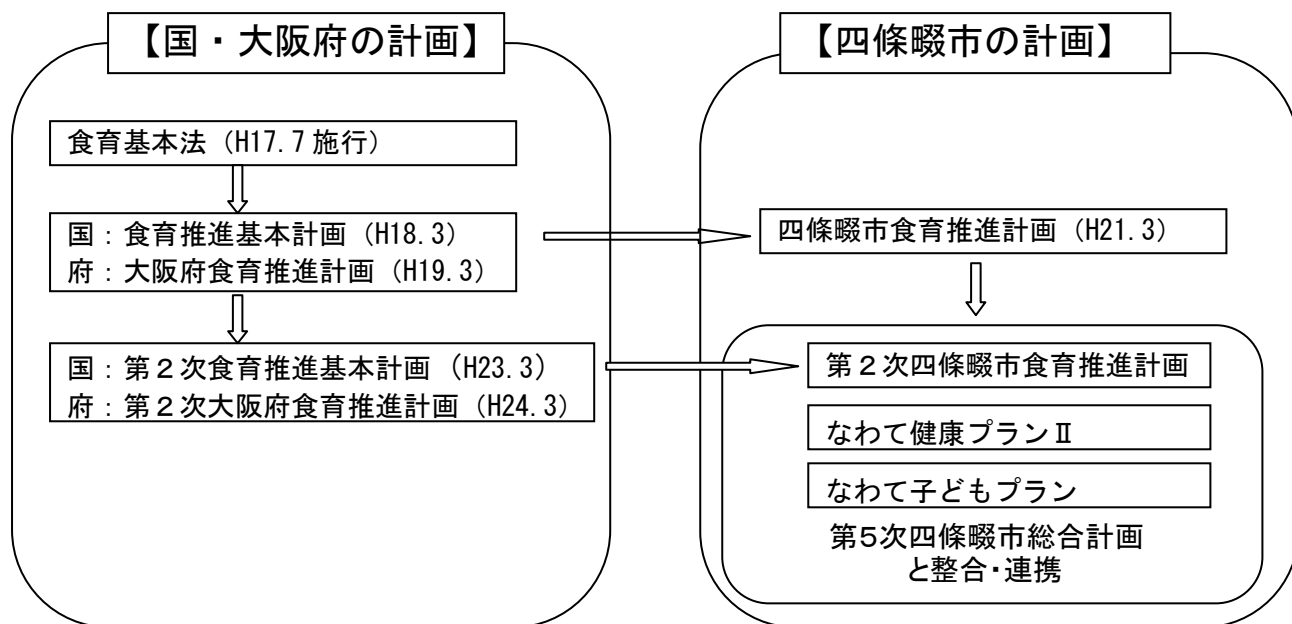 【国・大阪府の計画】
食育基本法（H17.7 施行）
国：食育推進基本計画（H18.3）
府：大阪府食育推進計画（H19.3）
国：第２次食育推進基本計画（H23.3）
府：第２次大阪府食育推進計画（H24.3）
【四條畷市の計画】
四條畷市食育推進計画（H21.3）
第２次四條畷市食育推進計画
なわて健康プランⅡ
なわて子どもプラン
第5次四條畷市総合計画
と整合・連携